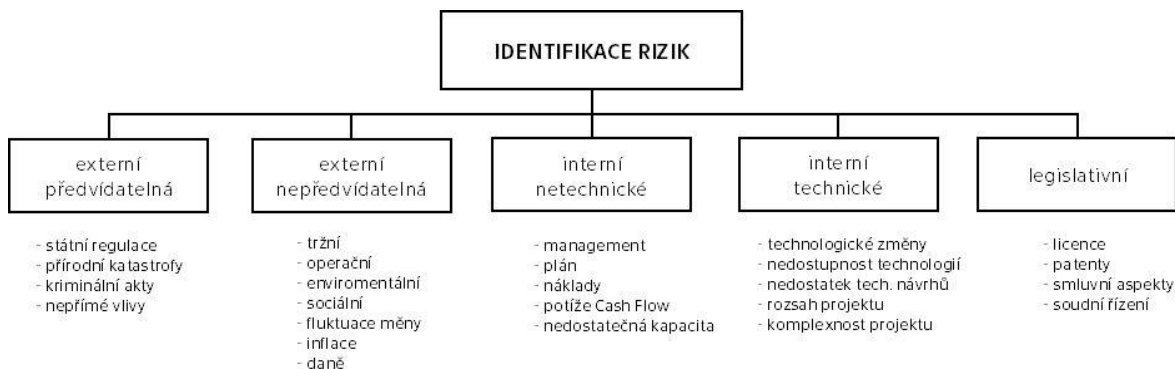 IDENTIFIKACE RIZIK
externí
předvídatelná
externí
nepředvídatelná
interní
netechnické
interní
technické
legislativní
- státní regulace
- přírodní katastrofy
- kriminální akty
- nepřímé vlivy
- tržní
- operační
- enviromentální
- sociální
- fluktuace měny
- inflace
- daně
- management
- plán
- náklady
- potíže Cash Flow
- nedostatečná kapacita
- technologické změny
- nedostupnost technologií
- nedostatek tech. návrhů
- rozsah projektu
- komplexnost projektu
- licence
- patenty
- smluvní aspekty
- soudní řízení